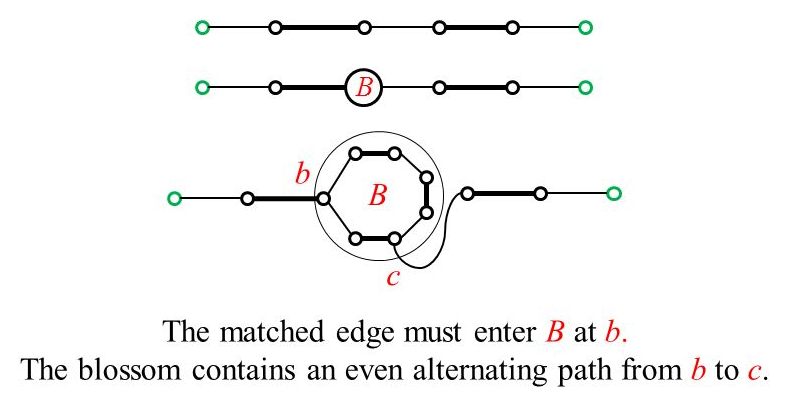 B
b
B
c
The matched edge must enter B at b.
The blossom contains an even alternating path from b to c.